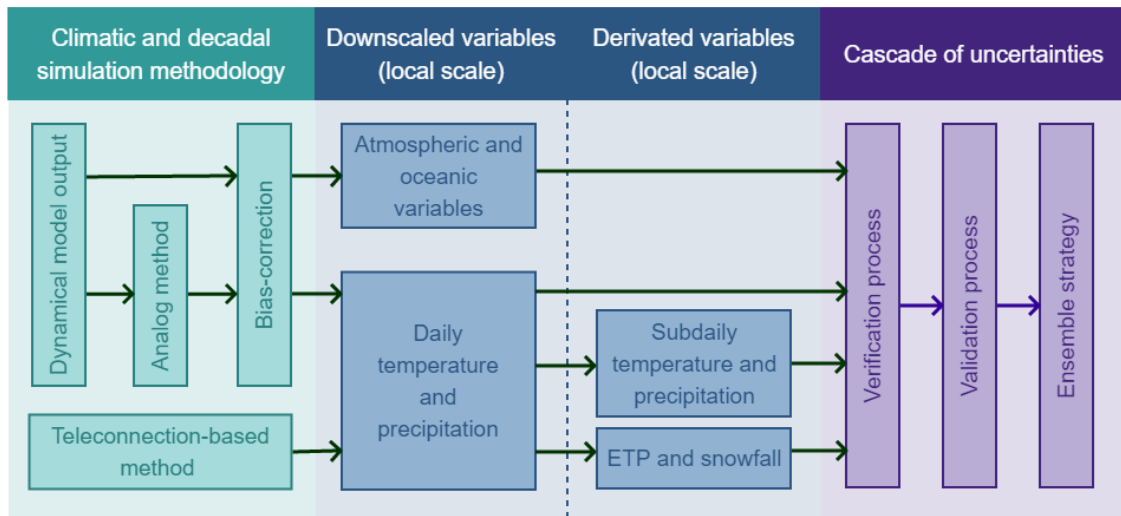 Climatic and decadal
simulation methodology
Downscaled variables
(local scale)
Derivated variables
(local scale)
Cascade of uncertainties
Dynamical model output
Analog method
Bias-correction
Teleconnection-based
method
Atmospheric and
oceanic
variables
Daily
temperature
and
precipitation
Subdaily
temperature and
precipitation
ETP and snowfall
Verification process
Validation process
Ensemble strategy